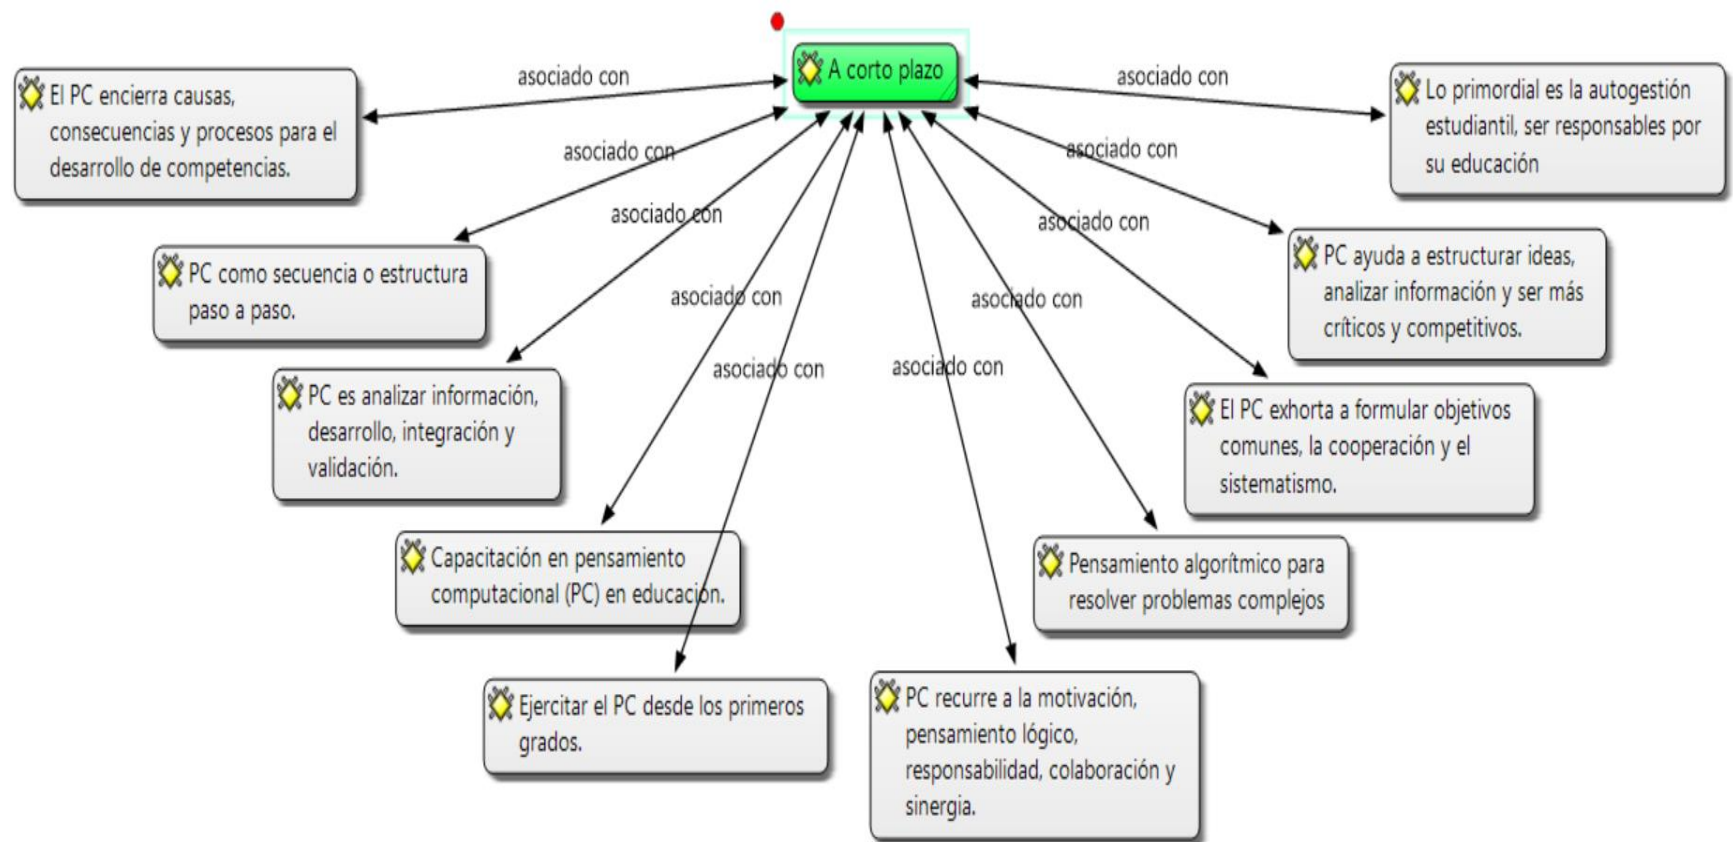 A corto plazo
asociado con
asociado con
El PC encierra causas,
consecuencias y procesos para el
desarrollo de competencias.
Lo primordial es la autogestión
estudiantil, ser responsables por
su educación
asociado con
asociado con
asociado con
asociado con
PC como secuencia o estructura
paso a paso.
PC ayuda a estructurar ideas,
analizar información y ser más
críticos y competitivos.
asociado con
asociado con
asociado con
asociado con
PC es analizar información,
desarrollo, integración y
validación.
El PC exhorta a formular objetivos
comunes, la cooperación y el
sistematismo.
Capacitación en pensamiento
computacional (PC) en educación.
Pensamiento algorítmico para
resolver problemas complejos
Ejercitar el PC desde los primeros
grados.
PC recurre a la motivación,
pensamiento lógico,
responsabilidad, colaboración y
sinergia.